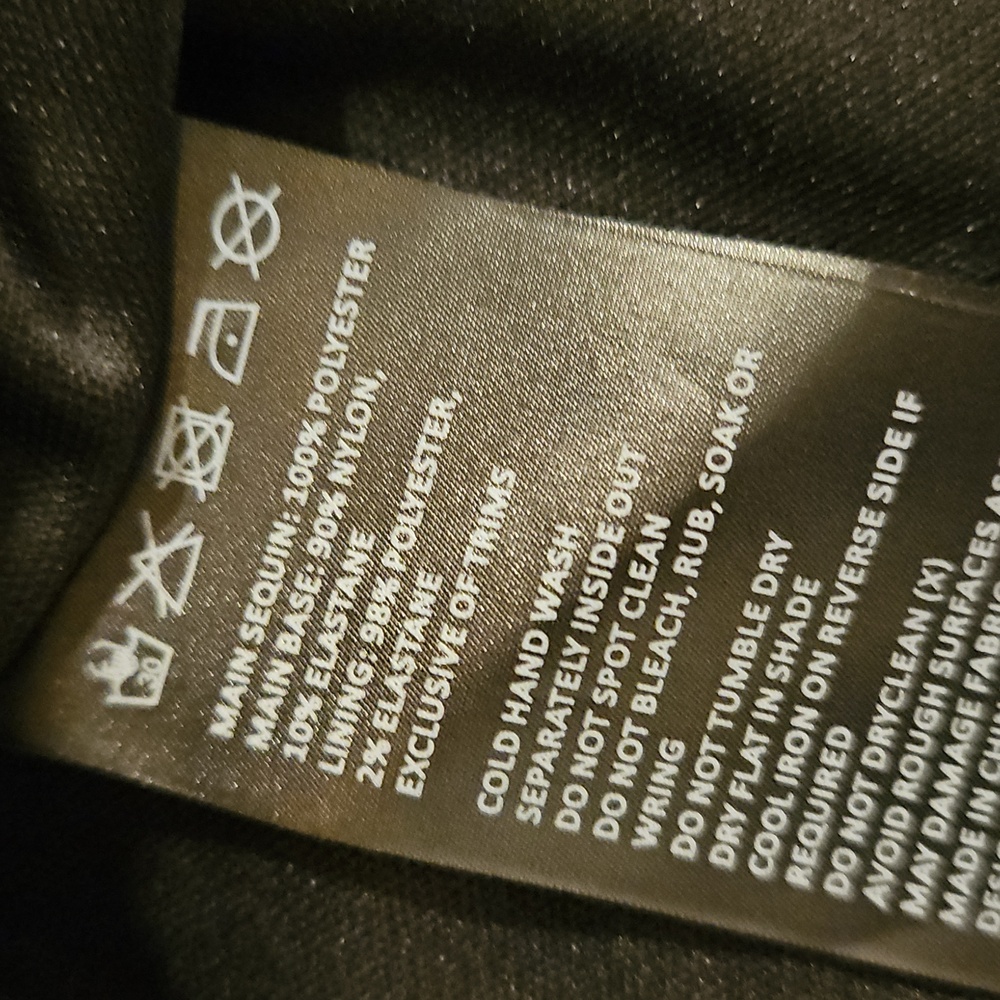 30
MAIN SEQUIN: 100% POLYESTER
MAIN BASE: 90% NYLON,
10% ELASTANE
LINING: 98% POLYESTER,
2% ELASTANE
EXCLUSIVE OF TRIMS
COLD HAND WASH
SEPARATELY INSIDE OUT
DO NOT SPOT CLEAN
DO NOT BLEACH, RUB, SOAK OR
WRING
DO NOT TUMBLE DRY
DRY FLAT IN SHADE
COOL IRON ON REVERSE SIDE IF
REQUIRED
DO NOT DRYCLEAN (X)
AVOID ROUGH SURFACES AS
MAY DAMAGE FABRIC
MADE IN